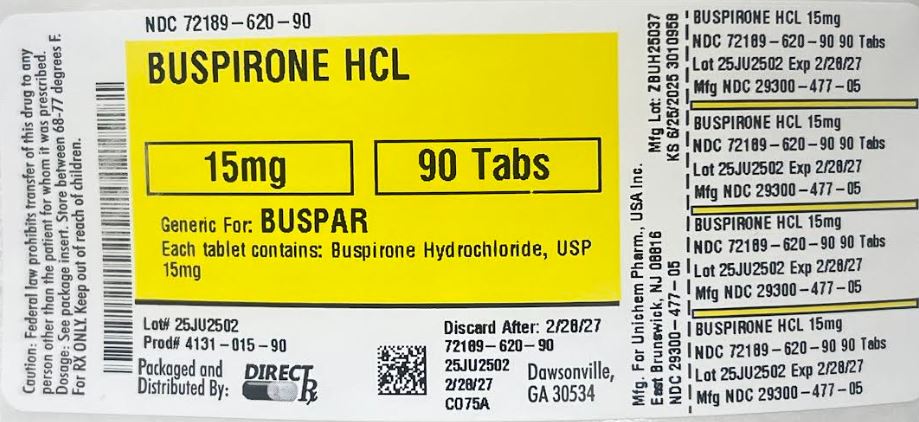 Caution: Federal law prohibits transfer of this drug to any
person other than the patient for whom it was prescribed.
Dosage: See package insert. Store between 68-77 degrees F.
For RX ONLY. Keep out of reach of children.
NDC 72189-620-90
BUSPIRONE HCL
15mg
90 Tabs
Generic For: BUSPAR
Each tablet contains: Buspirone Hydrochloride, USP
15mg
Lot# 25JU2502
Prod# 4131-015-90
Packaged and
Distributed By:
DIRECT Rx
Discard After: 2/28/27
72189-620-90
25JU2502
2/28/27
C075A
Dawsonville,
GA 30534
Mfg. For Unichem Pharm., USA Inc.
East Brunswick, NJ 08816
NDC 29300-477-05
Mfg Lot: ZBUH26037
KS 6/25/2025 3010958
BUSPIRONE HCL 15mg
NDC 72189-620-90 90 Tabs
Lot 25JU2502 Exp 2/28/27
Mfg NDC 29300-477-05
BUSPIRONE HCL 15mg
NDC 72189-620-90 90 Tabs
Lot 25JU2502 Exp 2/28/27
Mfg NDC 29300-477-05
BUSPIRONE HCL 15mg
NDC 72189-620-90 90 Tabs
Lot 25JU2502 Exp 2/28/27
Mfg NDC 29300-477-05
BUSPIRONE HCL 15mg
NDC 72189-620-90 90 Tabs
Lot 25JU2502 Exp 2/28/27
Mfg NDC 29300-477-05